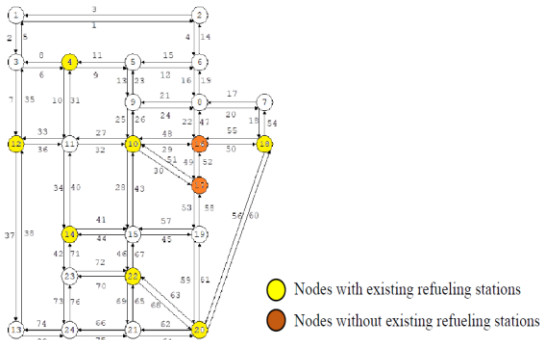 3
1 2
1
2 5 4 14
8 11 15
3 4 5 6
6 9 12
13 23 16 19
7 35 10 31 21 17
9 8 7
25 26 24 22 47 20 18 54
33 27 48 55
12 11 10 18
36 32 29 50
51 49 52
30
34 40 28 43 53 58 56 60
41 57
37 38 14 15 19
44 45
42 71 46 67
72 59 61
23 22
70 63
73 76 69 65 68
74 66 62
13 24 21 20
Nodes with existing refueling stations
Nodes without existing refueling stations